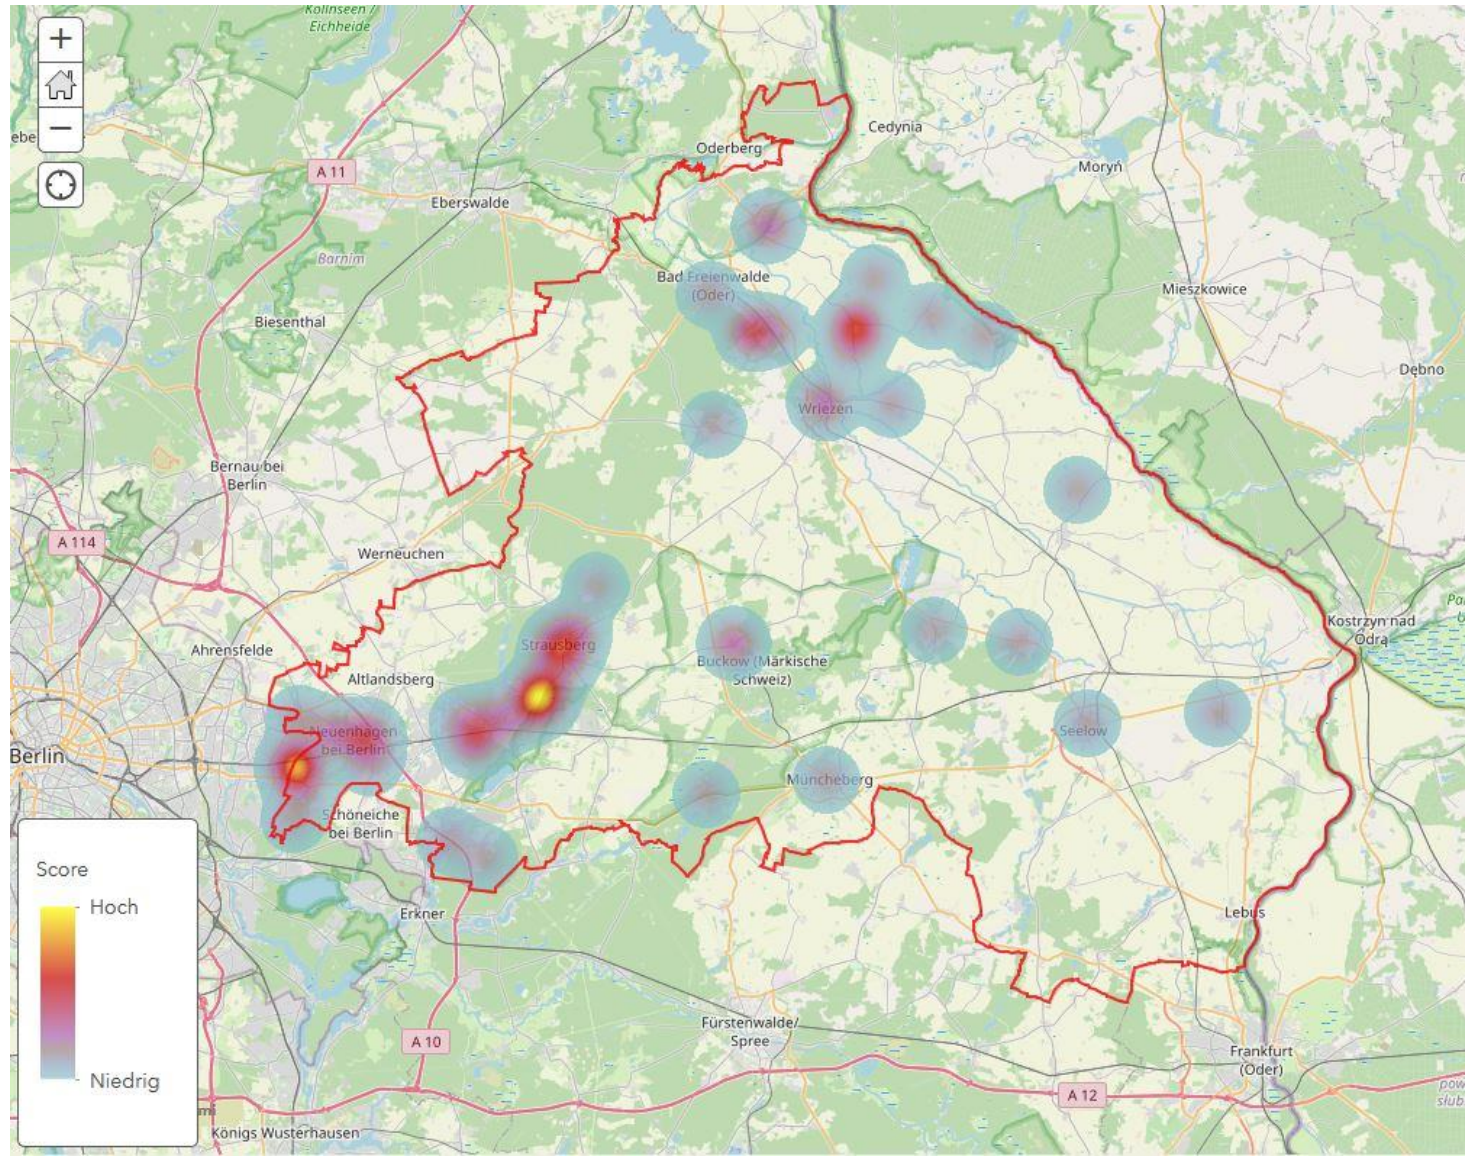 Kölnsee /
Eichheide
+
−
Oderberg
Cedynia
A 11
Moryń
Eberswalde
Barnim
Bad Freienwalde
(Oder)
Mieszkowice
Biesenthal
Dębno
Wriezen
Bernau bei
Berlin
A 114
Werneuchen
Kostrzyn nad
Odrą
Strausberg
Ahrensfelde
Buckow (Märkische
Schweiz)
Altlandsberg
Neuenhagen
bei Berlin
Seelow
Berlin
Müncheberg
Schöneiche
bei Berlin
Score
Hoch
Niedrig
Erkner
Lebus
Fürstenwalde/
Spree
A 10
Frankfurt
(Oder)
A 12
Königs Wusterhausen